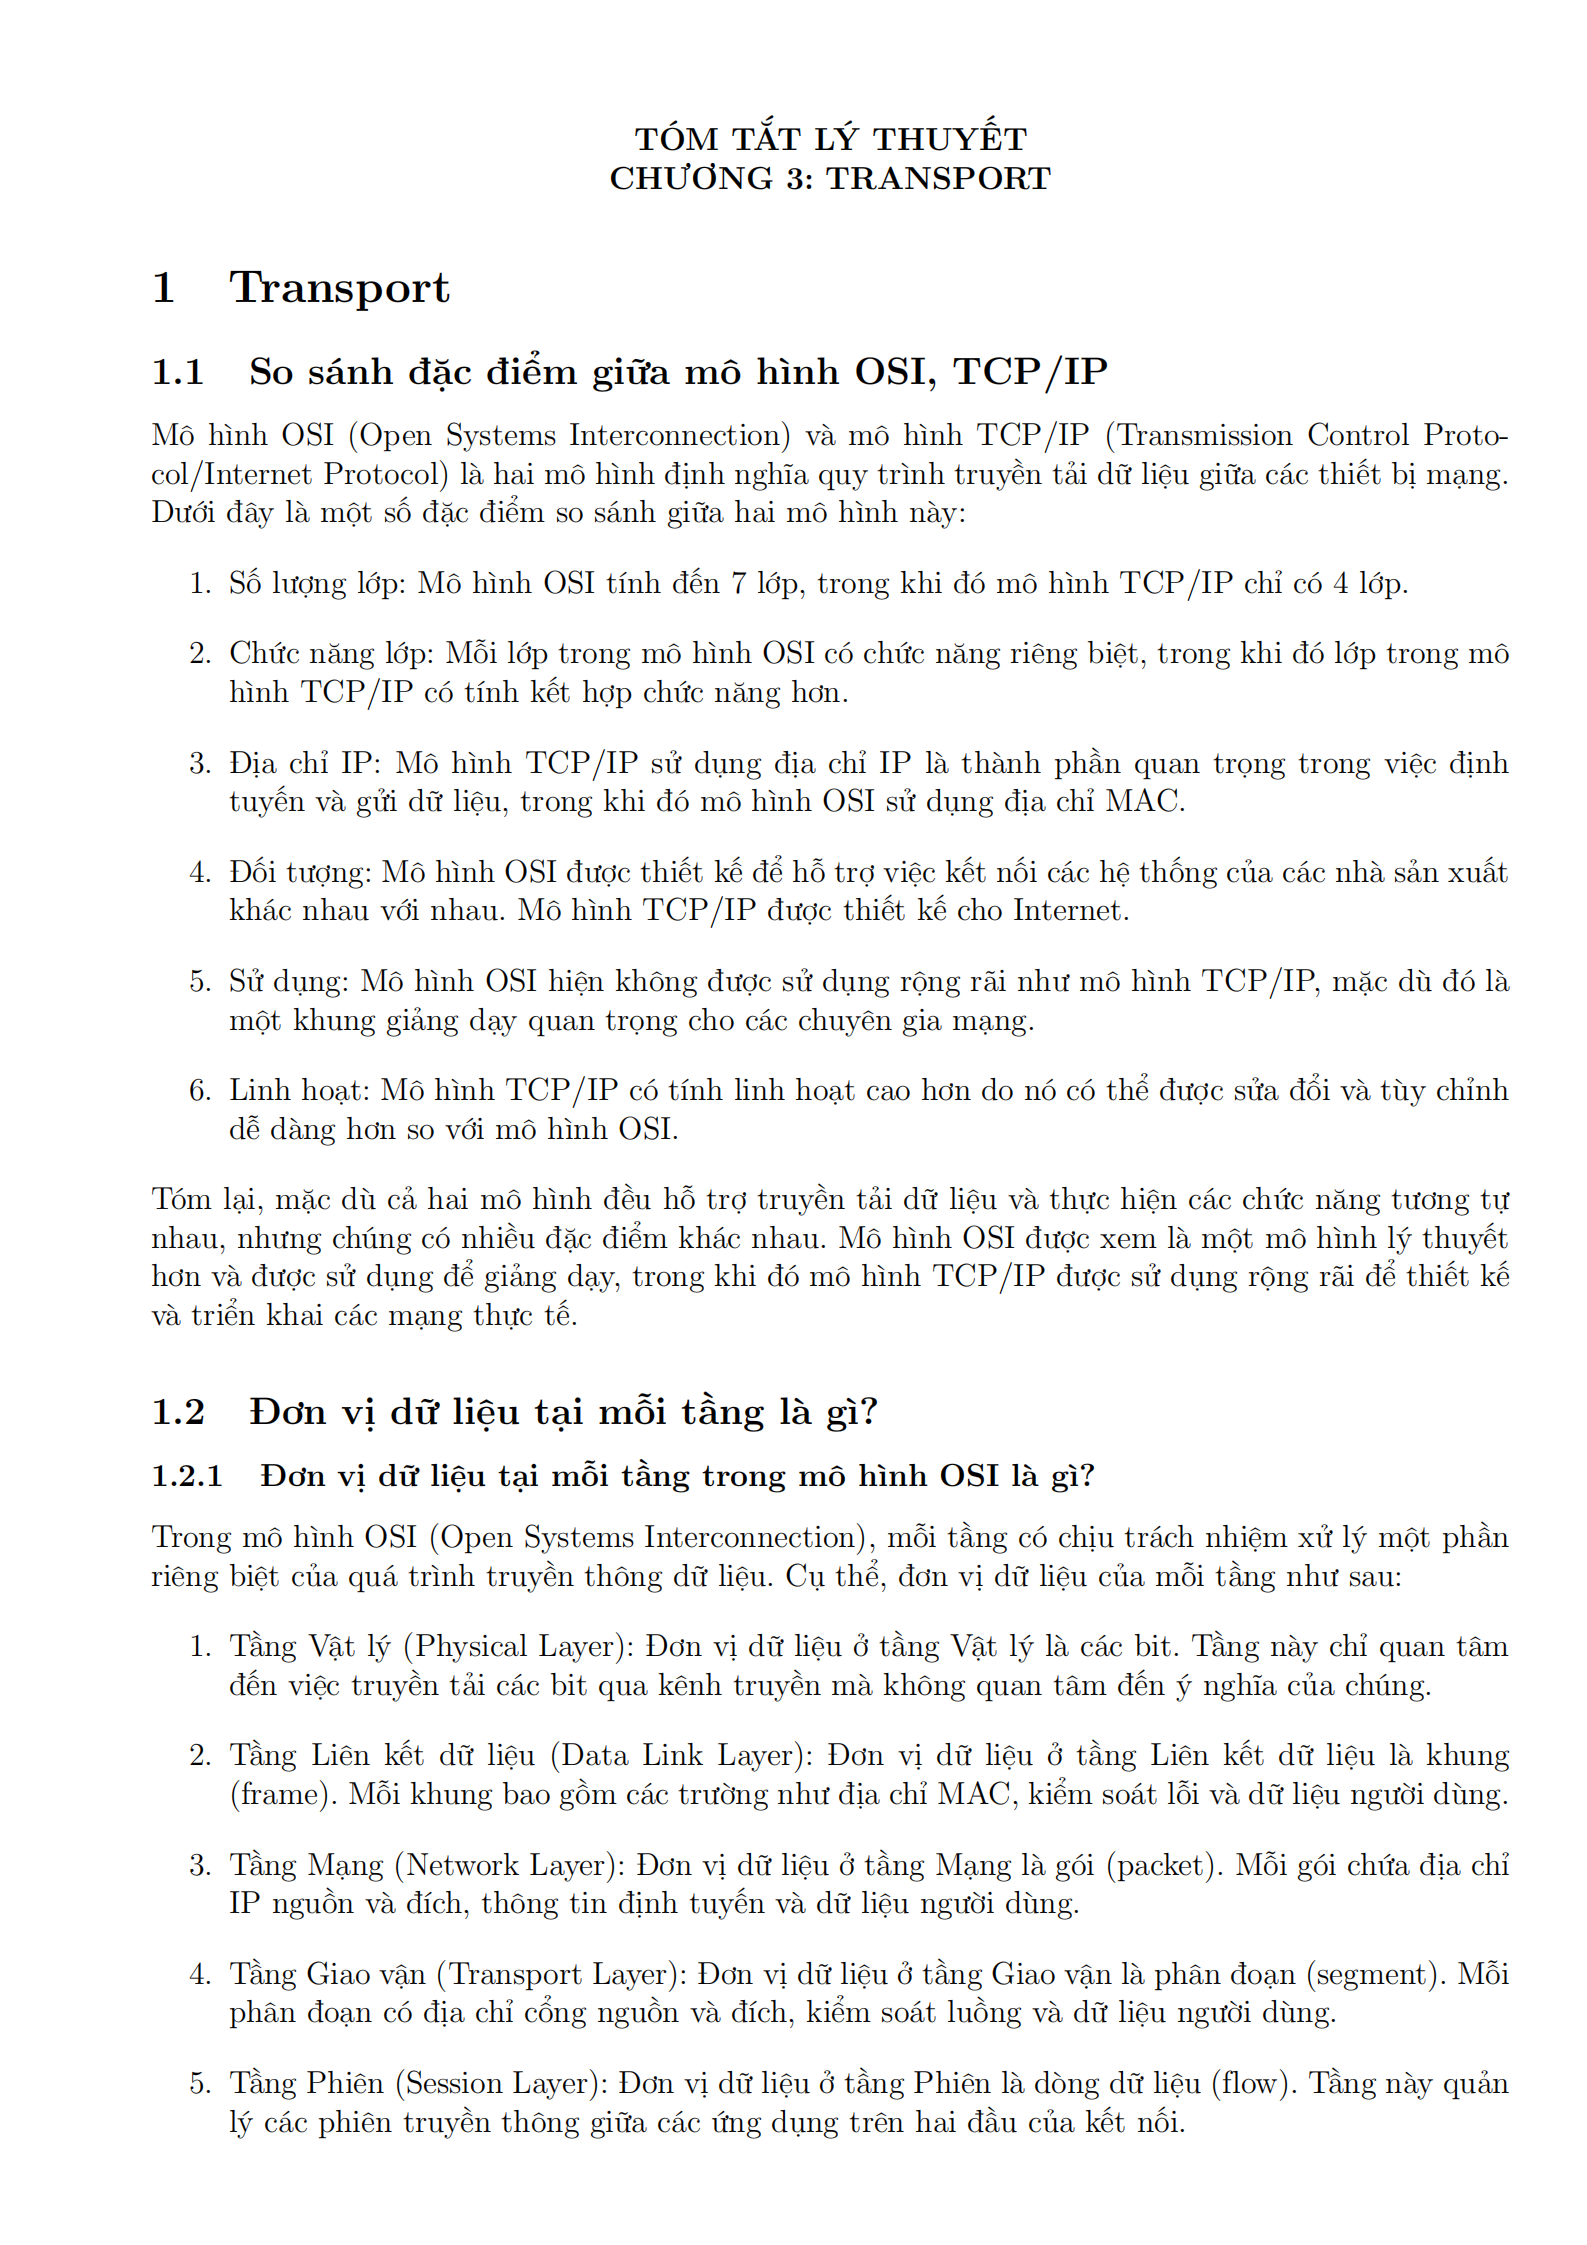 TÓM TẮT LÝ THUYẾT
CHƯƠNG 3: TRANSPORT
1 Transport
1.1 So sánh đặc điểm giữa mô hình OSI, TCP/IP
Mô hình OSI (Open Systems Interconnection) và mô hình TCP/IP (Transmission Control Proto-
col/Internet Protocol) là hai mô hình định nghĩa quy trình truyền tải dữ liệu giữa các thiết bị mạng.
Dưới đây là một số đặc điểm so sánh giữa hai mô hình này:
1. Số lượng lớp: Mô hình OSI tính đến 7 lớp, trong khi đó mô hình TCP/IP chỉ có 4 lớp.
2. Chức năng lớp: Mỗi lớp trong mô hình OSI có chức năng riêng biệt, trong khi đó lớp trong mô
hình TCP/IP có tính kết hợp chức năng hơn.
3. Địa chỉ IP: Mô hình TCP/IP sử dụng địa chỉ IP là thành phần quan trọng trong việc định
tuyến và gửi dữ liệu, trong khi đó mô hình OSI sử dụng địa chỉ MAC.
4. Đối tượng: Mô hình OSI được thiết kế để hỗ trợ việc kết nối các hệ thống của các nhà sản xuất
khác nhau với nhau. Mô hình TCP/IP được thiết kế cho Internet.
5. Sử dụng: Mô hình OSI hiện không được sử dụng rộng rãi như mô hình TCP/IP, mặc dù đó là
một khung giảng dạy quan trọng cho các chuyên gia mạng.
6. Linh hoạt: Mô hình TCP/IP có tính linh hoạt cao hơn do nó có thể được sửa đổi và tùy chỉnh
dễ dàng hơn so với mô hình OSI.
Tóm lại, mặc dù cả hai mô hình đều hỗ trợ truyền tải dữ liệu và thực hiện các chức năng tương tự
nhau, nhưng chúng có nhiều đặc điểm khác nhau. Mô hình OSI được xem là một mô hình lý thuyết
hơn và được sử dụng để giảng dạy, trong khi đó mô hình TCP/IP được sử dụng rộng rãi để thiết kế
và triển khai các mạng thực tế.
1.2 Đơn vị dữ liệu tại mỗi tầng là gì?
1.2.1 Đơn vị dữ liệu tại mỗi tầng trong mô hình OSI là gì?
Trong mô hình OSI (Open Systems Interconnection), mỗi tầng có chịu trách nhiệm xử lý một phần
riêng biệt của quá trình truyền thông dữ liệu. Cụ thể, đơn vị dữ liệu của mỗi tầng như sau:
1. Tầng Vật lý (Physical Layer): Đơn vị dữ liệu ở tầng Vật lý là các bit. Tầng này chỉ quan tâm
đến việc truyền tải các bit qua kênh truyền mà không quan tâm đến ý nghĩa của chúng.
2. Tầng Liên kết dữ liệu (Data Link Layer): Đơn vị dữ liệu ở tầng Liên kết dữ liệu là khung
(frame). Mỗi khung bao gồm các trường như địa chỉ MAC, kiểm soát lỗi và dữ liệu người dùng.
3. Tầng Mạng (Network Layer): Đơn vị dữ liệu ở tầng Mạng là gói (packet). Mỗi gói chứa địa chỉ
IP nguồn và đích, thông tin định tuyến và dữ liệu người dùng.
4. Tầng Giao vận (Transport Layer): Đơn vị dữ liệu ở tầng Giao vận là phân đoạn (segment). Mỗi
phân đoạn có địa chỉ cổng nguồn và đích, kiểm soát luồng và dữ liệu người dùng.
5. Tầng Phiên (Session Layer): Đơn vị dữ liệu ở tầng Phiên là dòng dữ liệu (flow). Tầng này quản
lý các phiên truyền thông giữa các ứng dụng trên hai đầu của kết nối.